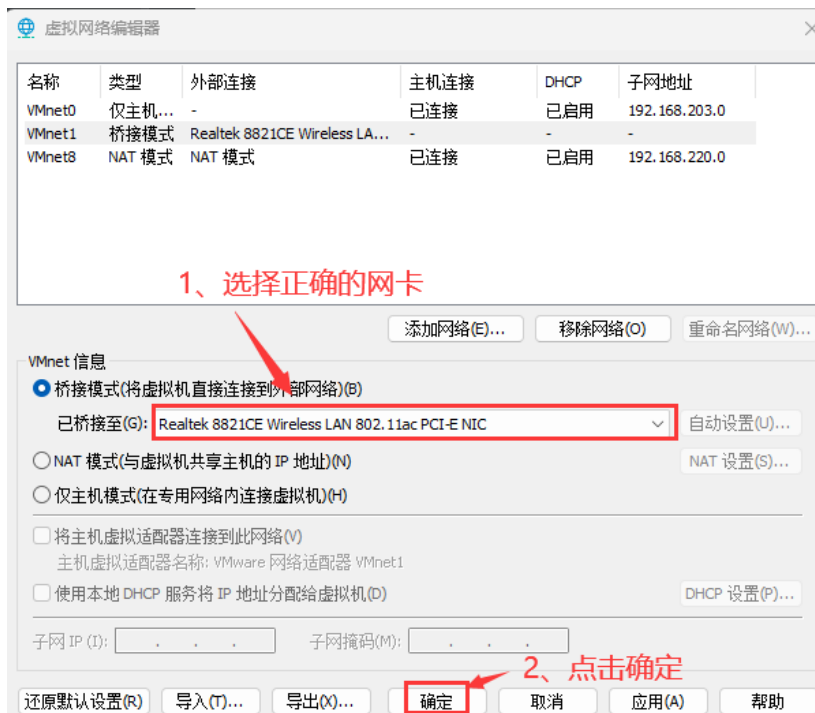 虚拟网络编辑器
名称 类型 外部连接 主机连接 DHCP 子网地址
VMnet0 仅主机... - 已连接 已启用 192.168.203.0
VMnet1 桥接模式 Realtek 8821CE Wireless LA... - - -
VMnet8 NAT 模式 NAT 模式 已连接 已启用 192.168.220.0
1、选择正确的网卡
添加网络(E)... 移除网络(O) 重命名网络(W)...
VMnet 信息
桥接模式(将虚拟机直接连接到外部网络)(B)
已桥接至(G): Realtek 8821CE Wireless LAN 802.11ac PCI-E NIC 自动设置(U)...
NAT 模式(与虚拟机共享主机的 IP 地址)(N) NAT 设置(S)...
仅主机模式(在专用网络内连接虚拟机)(H)
将主机虚拟适配器连接到此网络(V)
主机虚拟适配器名称: VMware 网络适配器 VMnet1
使用本地 DHCP 服务将 IP 地址分配给虚拟机(D) DHCP 设置(P)...
子网 IP (I): . . . 子网掩码(M): . . .
2、点击确定
还原默认设置(R) 导入(T)... 导出(X)... 确定 取消 应用(A) 帮助